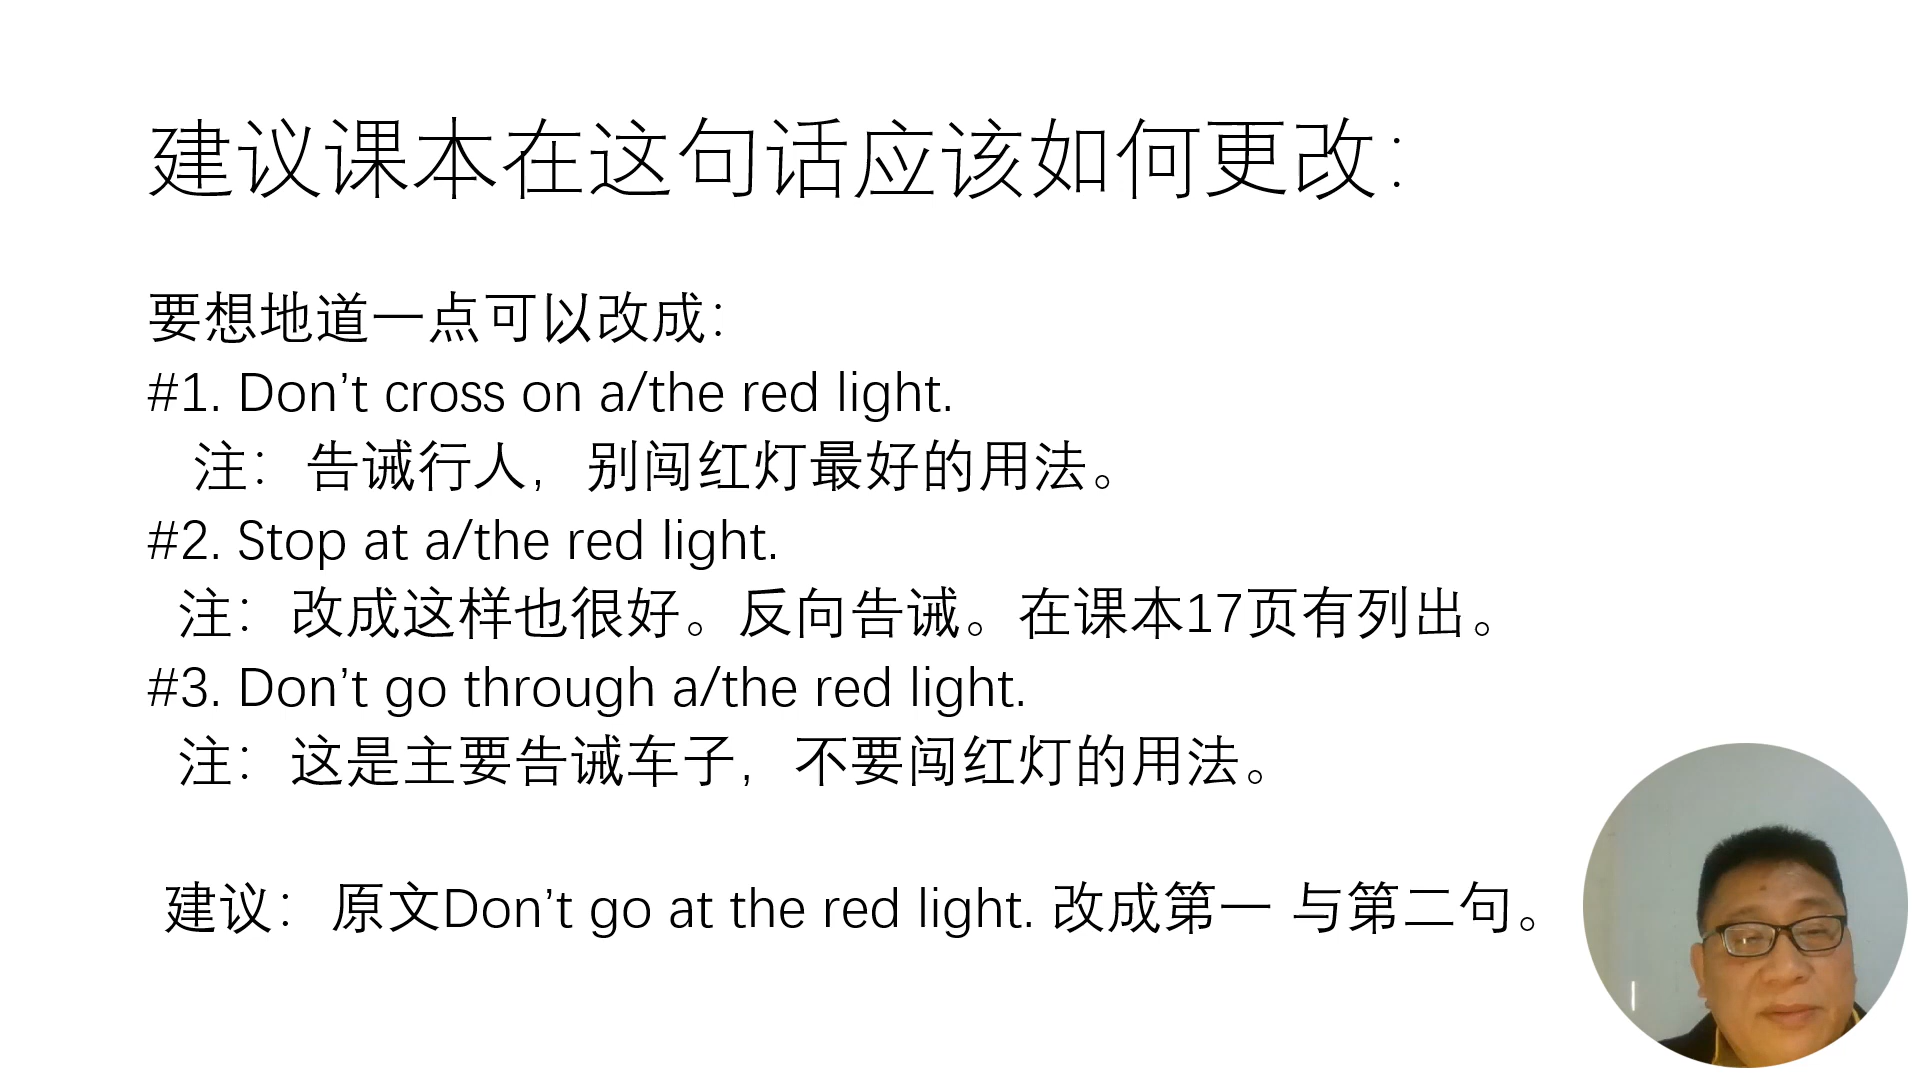 建议课本在这句话应该如何更改：
要想地道一点可以改成：
#1. Don’t cross on a/the red light.
注： 告诫行人，别闯红灯最好的用法。
#2. Stop at a/the red light.
注： 改成这样也很好。反向告诫。在课本17页有列出。
#3. Don’t go through a/the red light.
注： 这是主要告诫车子，不要闯红灯的用法。
建议： 原文Don’t go at the red light. 改成第一 与第二句。